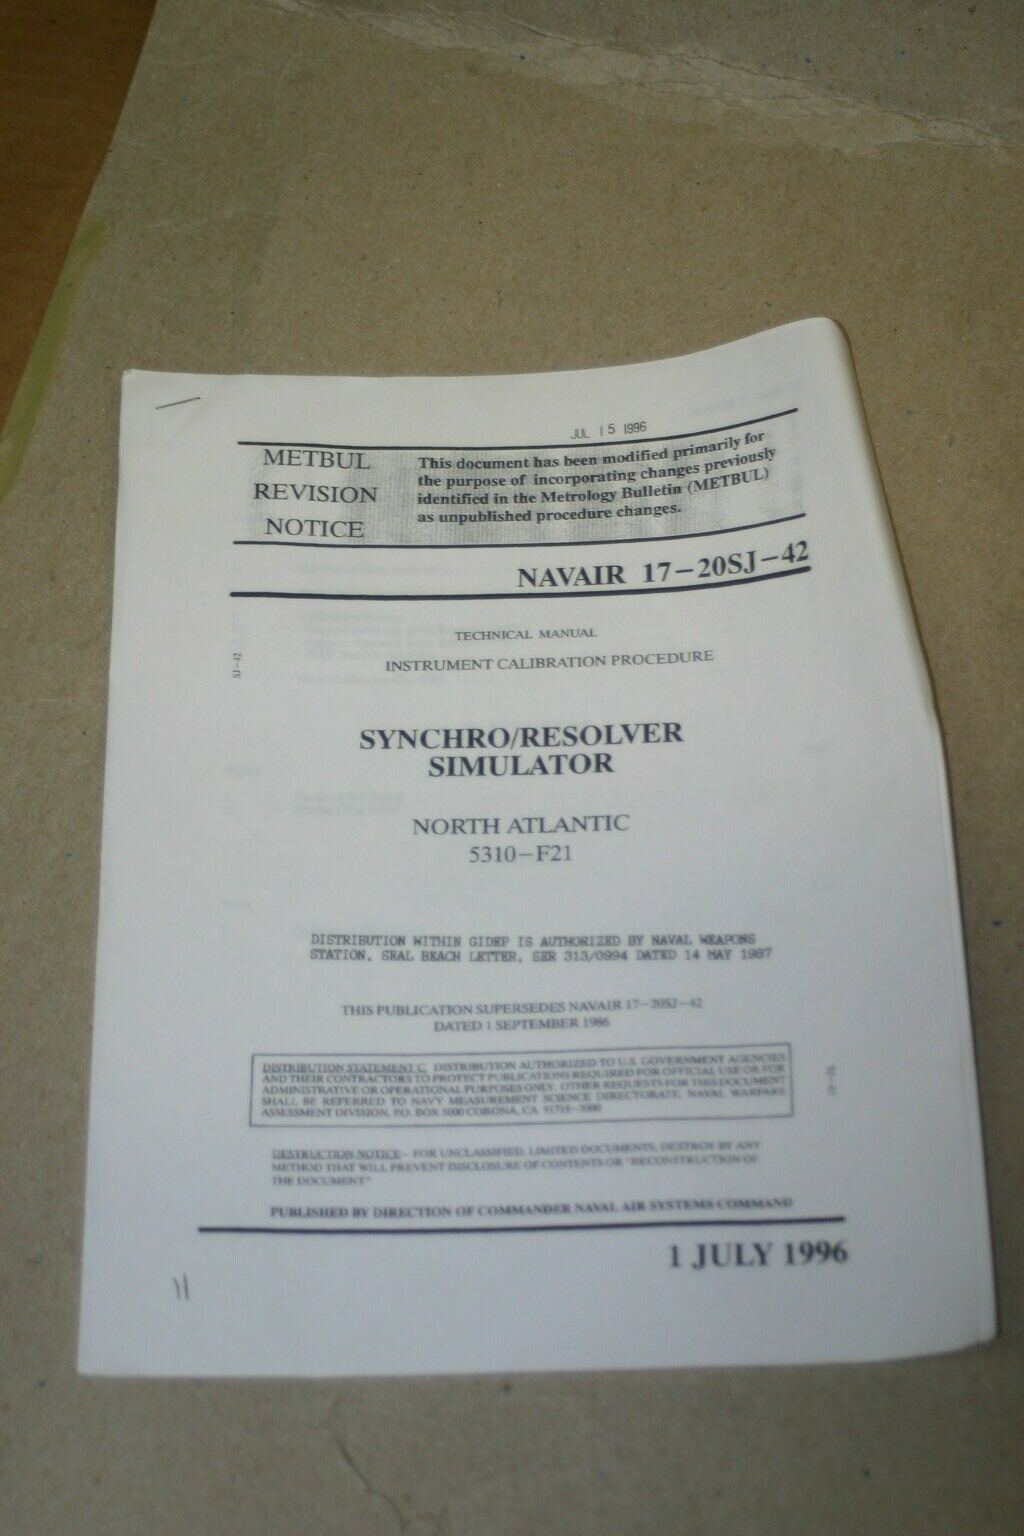 JUL 15 1996
METBUL
REVISION
NOTICE
This document has been modified primarily for
the purpose of incorporating changes previously
identified in the Metrology Bulletin (METBUL)
as unpublished procedure changes.
NAVAIR 17-20SJ-42
TECHNICAL MANUAL
INSTRUMENT CALIBRATION PROCEDURE
SJ-42
SYNCHRO/RESOLVER
SIMULATOR
NORTH ATLANTIC
5310-F21
DISTRIBUTION WITHIN GIDEP IS AUTHORIZED BY NAVAL WEAPONS
STATION, SEAL BEACH LETTER, SER 313/0994 DATED 14 MAY 1987
THIS PUBLICATION SUPERSEDES NAVAIR 17-20SJ-42
DATED 1 SEPTEMBER 1986
DISTRIBUTION STATEMENT C. DISTRIBUTION AUTHORIZED TO U.S. GOVERNMENT AGENCIES
AND THEIR CONTRACTORS TO PROTECT PUBLICATIONS REQUIRED FOR OFFICIAL USE OR FOR
ADMINISTRATIVE OR OPERATIONAL PURPOSES ONLY. OTHER REQUESTS FOR THIS DOCUMENT
SHALL BE REFERRED TO NAVY MEASUREMENT SCIENCE DIRECTORATE, NAVAL WARFARE
ASSESSMENT DIVISION, P.O. BOX 5000 CORONA, CA 91718-5000
DESTRUCTION NOTICE - FOR UNCLASSIFIED, LIMITED DOCUMENTS, DESTROY BY ANY
METHOD THAT WILL PREVENT DISCLOSURE OF CONTENTS OR "RECONSTRUCTION OF
THE DOCUMENT"
PUBLISHED BY DIRECTION OF COMMANDER NAVAL AIR SYSTEMS COMMAND
1 JULY 1996
11